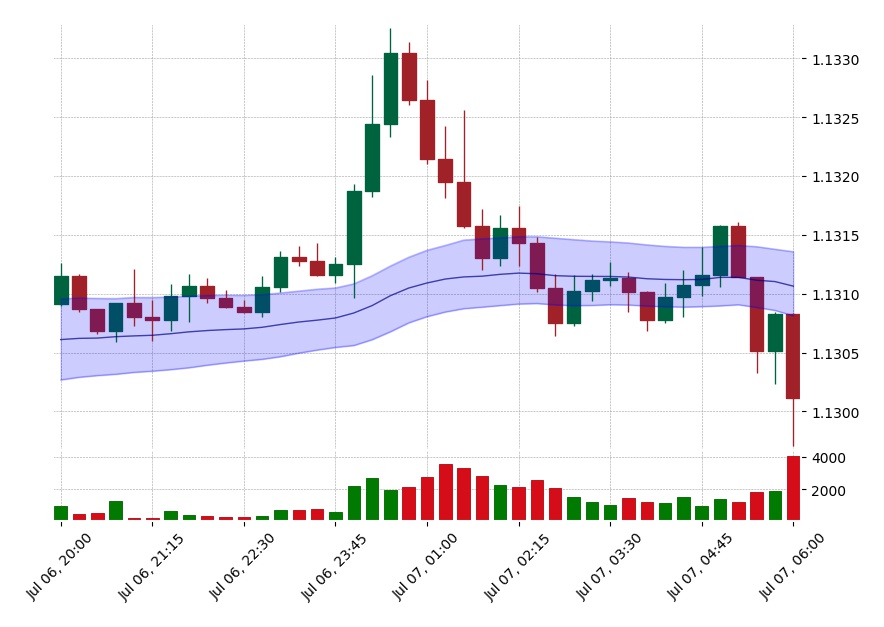 1.1330
1.1325
1.1320
1.1315
1.1310
1.1305
1.1300
4000
2000
Jul 06, 20:00
Jul 06, 21:15
Jul 06, 22:30
Jul 06, 23:45
Jul 07, 01:00
Jul 07, 02:15
Jul 07, 03:30
Jul 07, 04:45
Jul 07, 06:00